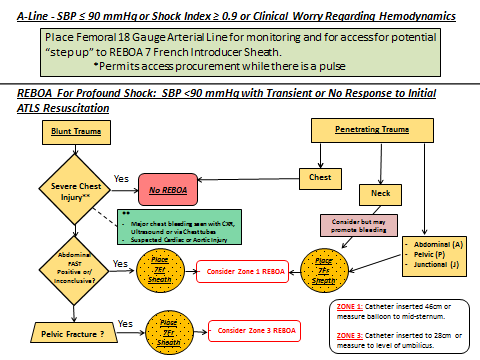 A-Line - SBP ≤ 90 mmHg or Shock Index ≥ 0.9 or Clinical Worry Regarding Hemodynamics
Place Femoral 18 Gauge Arterial Line for monitoring and for access for potential
“step up” to REBOA 7 French Introducer Sheath.
*Permits access procurement while there is a pulse
REBOA For Profound Shock: SBP <90 mmHg with Transient or No Response to Initial
ATLS Resuscitation
Blunt Trauma
Penetrating Trauma
Severe Chest
Injury**
Yes
No REBOA
Chest
Neck
**
- Major chest bleeding seen with CXR,
Ultrasound or via Chest tubes
- Suspected Cardiac or Aortic Injury
Consider but may
promote bleeding
Abdominal
FAST
Positive or/
Inconclusive?
Yes
Place
7Fr
Sheath
Consider Zone 1 REBOA
Place
7Fr
Sheath
- Abdominal (A)
- Pelvic (P)
- Junctional (J)
Pelvic Fracture ?
Yes
Place
7Fr
Sheath
Consider Zone 3 REBOA
ZONE 1: Catheter inserted 46cm or
measure balloon to mid-sternum.
ZONE 3: Catheter inserted to 28cm or
measure to level of umbilicus.